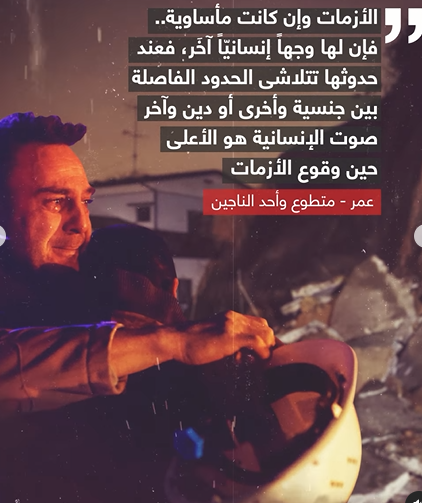 الأزمات وإن كانت مأساوية..
فإن لها وجهاً إنسانيّاً آخَر، فعند
حدوثها تتلاشى الحدود الفاصلة
بين جنسية وأخرى أو دين وآخر
صوت الإنسانية هو الأعلى
حين وقوع الأزمات
عمر - متطوع وأحد الناجين